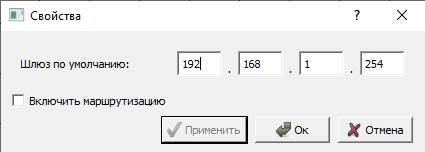 Свойства ?
Шлюз по умолчанию: 192 . 168 . 1 . 254
Включить маршрутизацию
Применить Ок Отмена